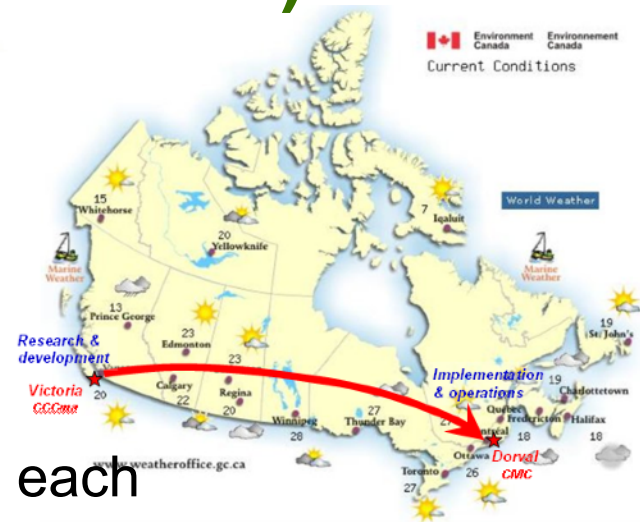 Environment
Canada
Environnement
Canada
Current Conditions
World Weather
15
Whitehorse
7
Iqaluit
20
Yellowknife
Marine
Weather
Marine
Weather
13
Prince George
23
Edmonton
19
St. John's
Research &
development
23
Implementation
& operations
19
Charlottetown
Victoria
CCCma
20
Calgary
22
Regina
20
Winnipeg
28
27
Thunder Bay
Québec
Fredericton
Halifax
18
18
Ottawa
Dorval
CMC
26
Toronto
27
www.weatheroffice.gc.ca
each